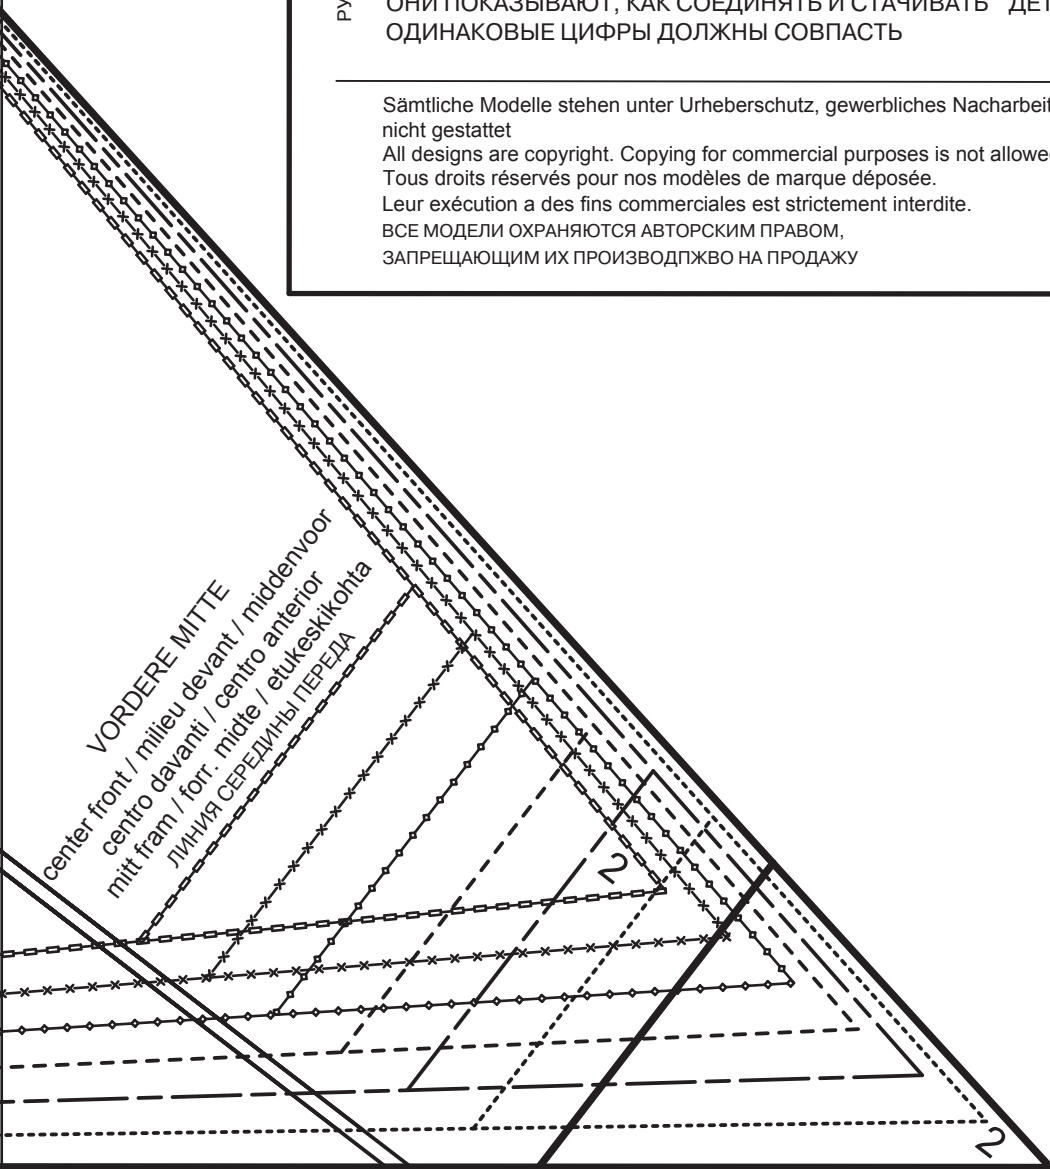 РУ
ОНИ ПОКАЗЫВАЮТ, КАК СОЕДИНЯТЬ И СТАЧИВАТЬ ДЕТ
ОДИНАКОВЫЕ ЦИФРЫ ДОЛЖНЫ СОВПАСТЬ
Sämtliche Modelle stehen unter Urheberschutz, gewerbliches Nacharbeit
nicht gestattet
All designs are copyright. Copying for commercial purposes is not allowed
Tous droits réservés pour nos modèles de marque déposée.
Leur exécution a des fins commerciales est strictement interdite.
ВСЕ МОДЕЛИ ОХРАНЯЮТСЯ АВТОРСКИМ ПРАВОМ,
ЗАПРЕЩАЮЩИМ ИХ ПРОИЗВОДПЖВО НА ПРОДАЖУ
VORDERE MITTE
center front / milieu devant / middenvoor
centro davanti / centro anterior
mitt fram / forr. midte / etukeskikohta
ЛИНИЯ СЕРЕДИНЫ ПЕРЕДА
2
2